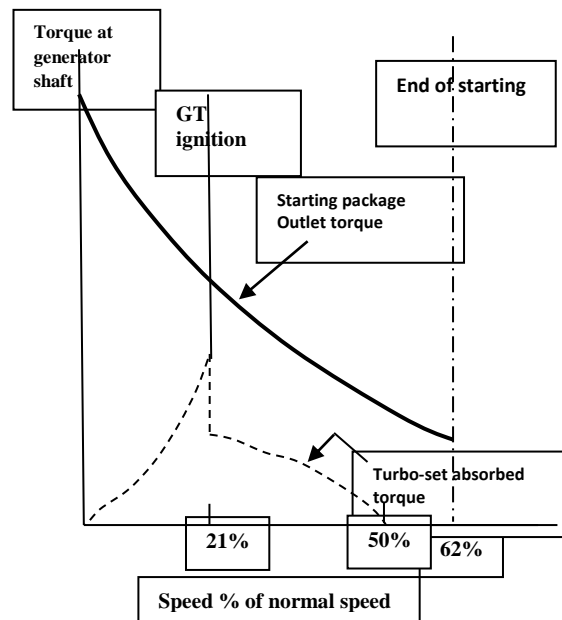 Torque at
generator
shaft
GT
ignition
End of starting
Starting package
Outlet torque
Turbo-set absorbed
torque
21%
50%
62%
Speed % of normal speed